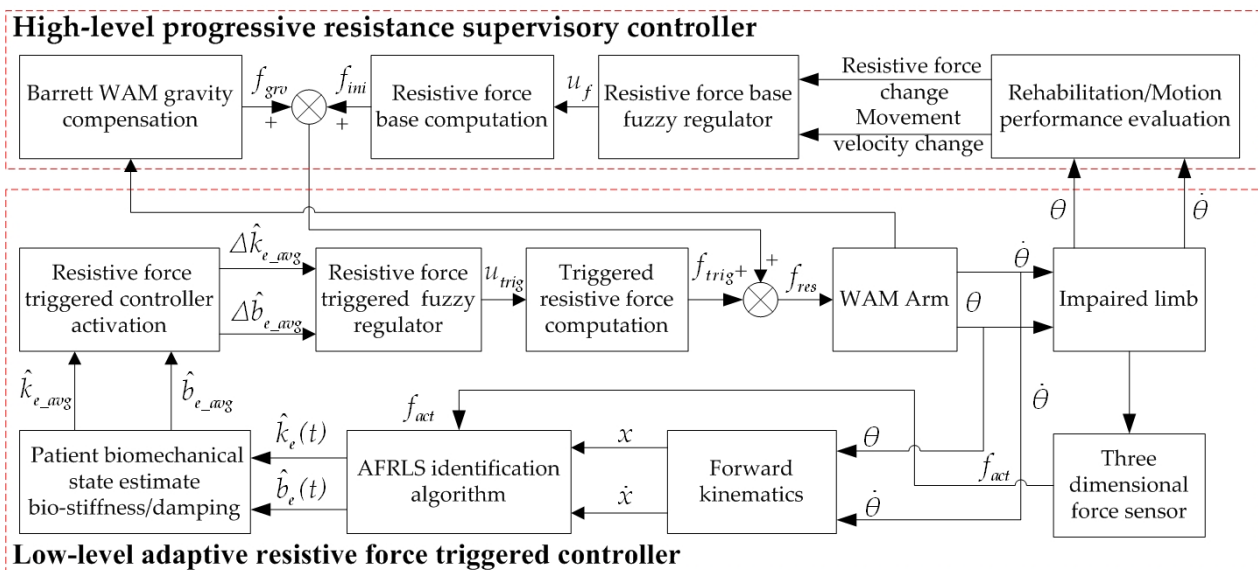 High-level progressive resistance supervisory controller
Barrett WAM gravity
compensation
f_grv
+
f_ini
+
Resistive force
base computation
u_f
Resistive force base
fuzzy regulator
Resistive force
change
Movement
velocity change
Rehabilitation/Motion
performance evaluation
θ
θ̇
Resistive force
triggered controller
activation
Δk̂_e_avg
Δb̂_e_avg
Resistive force
triggered fuzzy
regulator
u_trig
Triggered
resistive force
computation
f_trig+
+
f_res
WAM Arm
θ̇
θ
Impaired limb
k̂_e_avg
b̂_e_avg
Patient biomechanical
state estimate
bio-stiffness/damping
k̂_e(t)
b̂_e(t)
f_act
AFRLS identification
algorithm
x
ẋ
Forward
kinematics
θ
θ̇
θ̇
f_act
Three
dimensional
force sensor
Low-level adaptive resistive force triggered controller